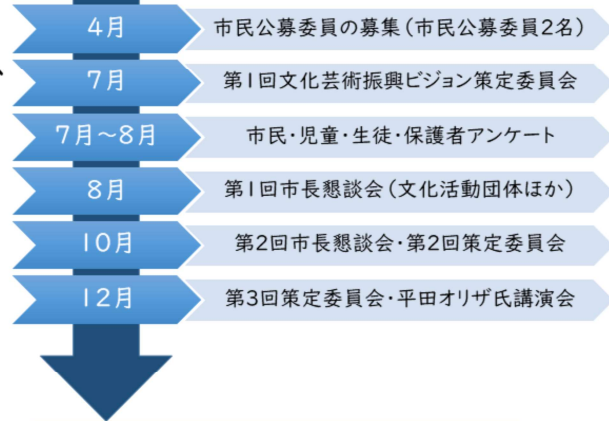 4月 市民公募委員の募集(市民公募委員2名)
7月 第1回文化芸術振興ビジョン策定委員会
7月~8月 市民・児童・生徒・保護者アンケート
8月 第1回市長懇談会(文化活動団体ほか)
10月 第2回市長懇談会・第2回策定委員会
12月 第3回策定委員会・平田オリザ氏講演会